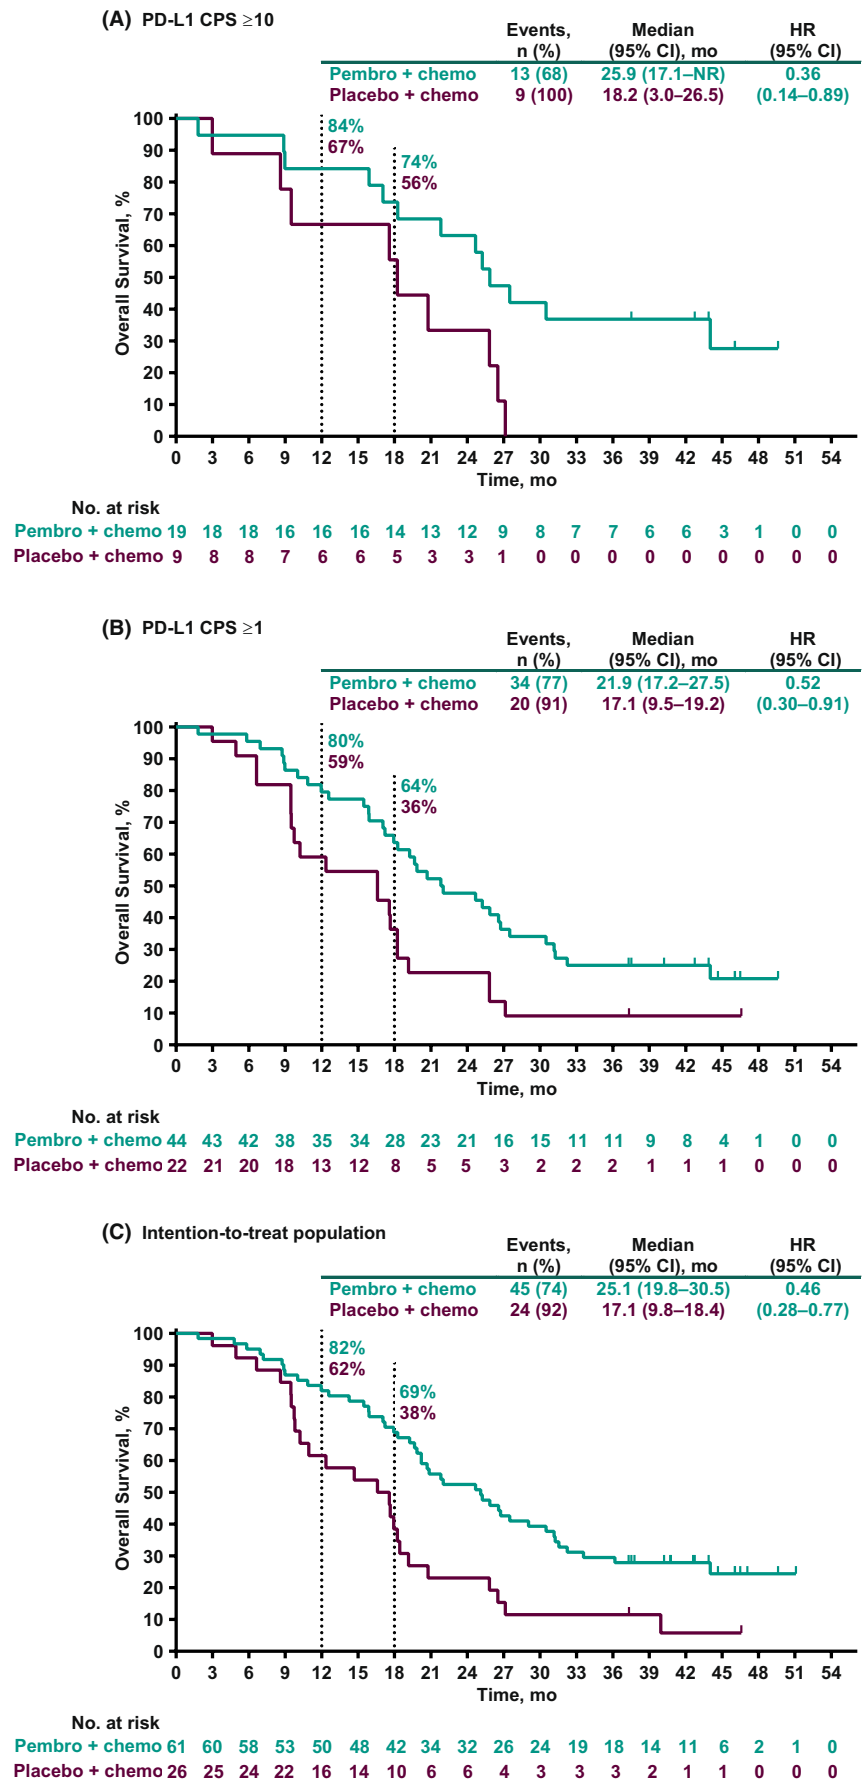 (A) PD-L1 CPS ≥10
Events, Median HR
n (%) (95% CI), mo (95% CI)
Pembro + chemo 13 (68) 25.9 (17.1–NR) 0.36
Placebo + chemo 9 (100) 18.2 (3.0–26.5) (0.14–0.89)
84%
67%
74%
56%
Overall Survival, %
100
90
80
70
60
50
40
30
20
10
0
0 3 6 9 12 15 18 21 24 27 30 33 36 39 42 45 48 51 54
Time, mo
No. at risk
Pembro + chemo 19 18 18 16 16 16 14 13 12 9 8 7 7 6 6 3 1 0 0
Placebo + chemo 9 8 8 7 6 6 5 3 3 1 0 0 0 0 0 0 0 0 0
(B) PD-L1 CPS ≥1
Events, Median HR
n (%) (95% CI), mo (95% CI)
Pembro + chemo 34 (77) 21.9 (17.2–27.5) 0.52
Placebo + chemo 20 (91) 17.1 (9.5–19.2) (0.30–0.91)
80%
59%
64%
36%
Overall Survival, %
100
90
80
70
60
50
40
30
20
10
0
0 3 6 9 12 15 18 21 24 27 30 33 36 39 42 45 48 51 54
Time, mo
No. at risk
Pembro + chemo 44 43 42 38 35 34 28 23 21 16 15 11 11 9 8 4 1 0 0
Placebo + chemo 22 21 20 18 13 12 8 5 5 3 2 2 2 1 1 1 0 0 0
(C) Intention-to-treat population
Events, Median HR
n (%) (95% CI), mo (95% CI)
Pembro + chemo 45 (74) 25.1 (19.8–30.5) 0.46
Placebo + chemo 24 (92) 17.1 (9.8–18.4) (0.28–0.77)
82%
62%
69%
38%
Overall Survival, %
100
90
80
70
60
50
40
30
20
10
0
0 3 6 9 12 15 18 21 24 27 30 33 36 39 42 45 48 51 54
Time, mo
No. at risk
Pembro + chemo 61 60 58 53 50 48 42 34 32 26 24 19 18 14 11 6 2 1 0
Placebo + chemo 26 25 24 22 16 14 10 6 6 4 3 3 3 2 1 1 0 0 0